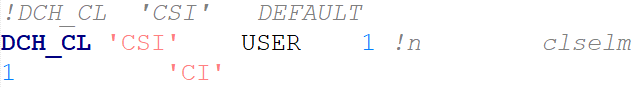 !DCH_CL  'CSI'   DEFAULT
DCH_CL 'CSI'    USER    1 !n        clselm
1          'CI'